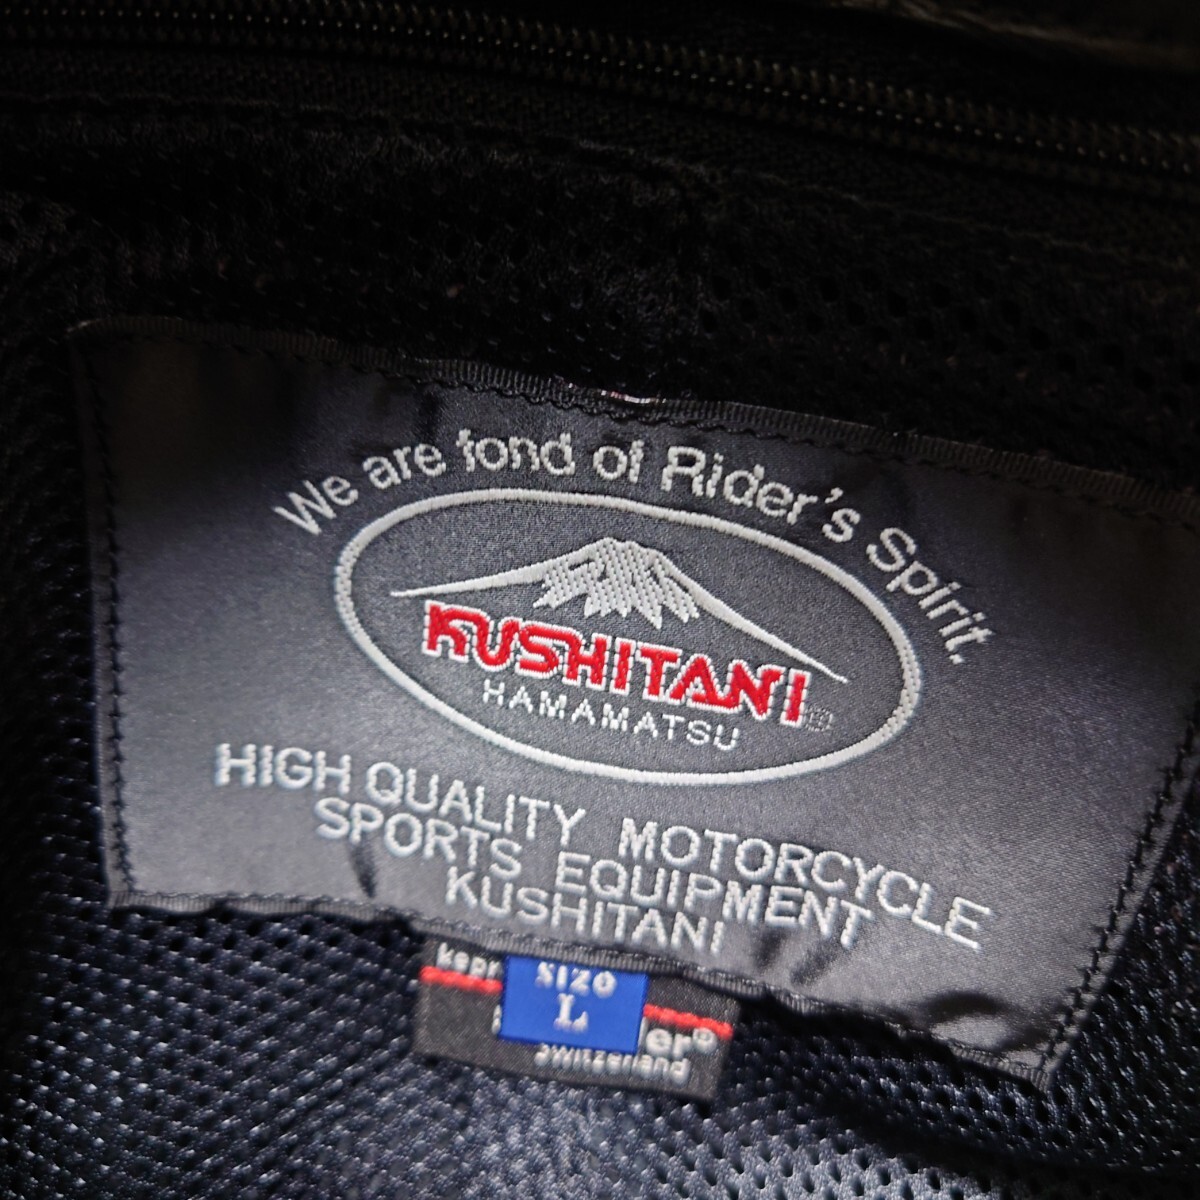 We are fond of Rider's Spirit.
KUSHITANI
HAMAMATSU
HIGH QUALITY MOTORCYCLE
SPORTS EQUIPMENT
KUSHITANI
SIZE
L
Switzerland